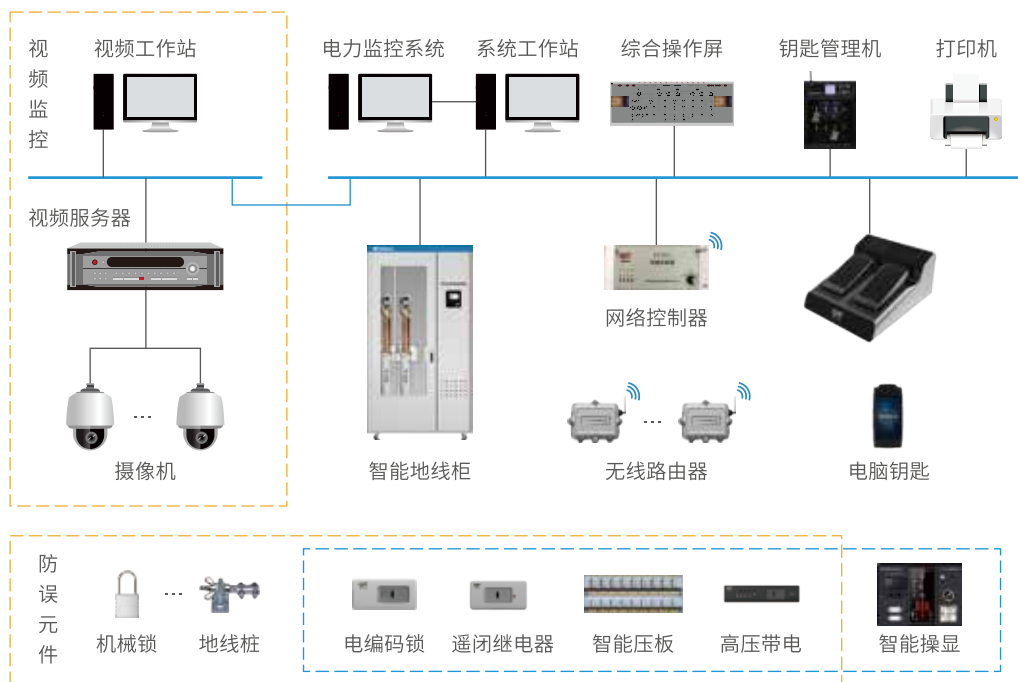 视频监控
视频工作站
电力监控系统
系统工作站
综合操作屏
钥匙管理机
打印机
视频服务器
网络控制器
摄像机
智能地线柜
无线路由器
电脑钥匙
防误元件
机械锁
地线桩
电编码锁
遥闭继电器
智能压板
高压带电
智能操显